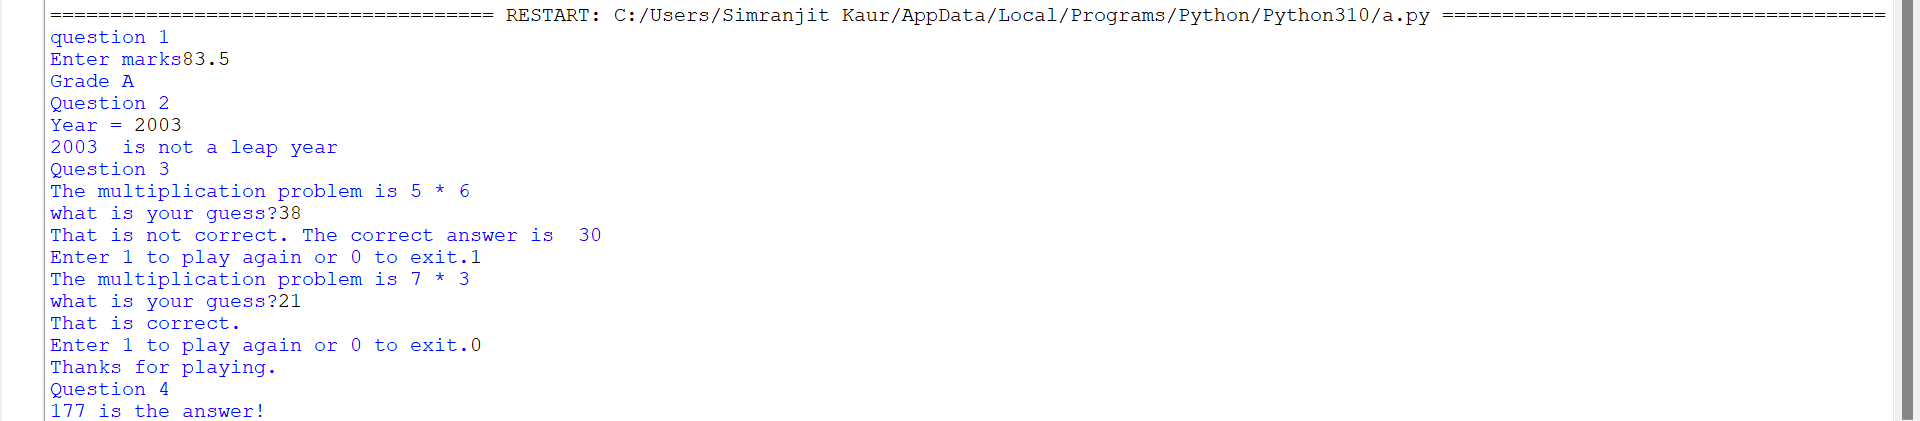 ===================================== RESTART: C:/Users/Simranjit Kaur/AppData/Local/Programs/Python/Python310/a.py =====================================
question 1
Enter marks83.5
Grade A
Question 2
Year = 2003
2003  is not a leap year
Question 3
The multiplication problem is 5 * 6
what is your guess?38
That is not correct. The correct answer is  30
Enter 1 to play again or 0 to exit.1
The multiplication problem is 7 * 3
what is your guess?21
That is correct.
Enter 1 to play again or 0 to exit.0
Thanks for playing.
Question 4
177 is the answer!